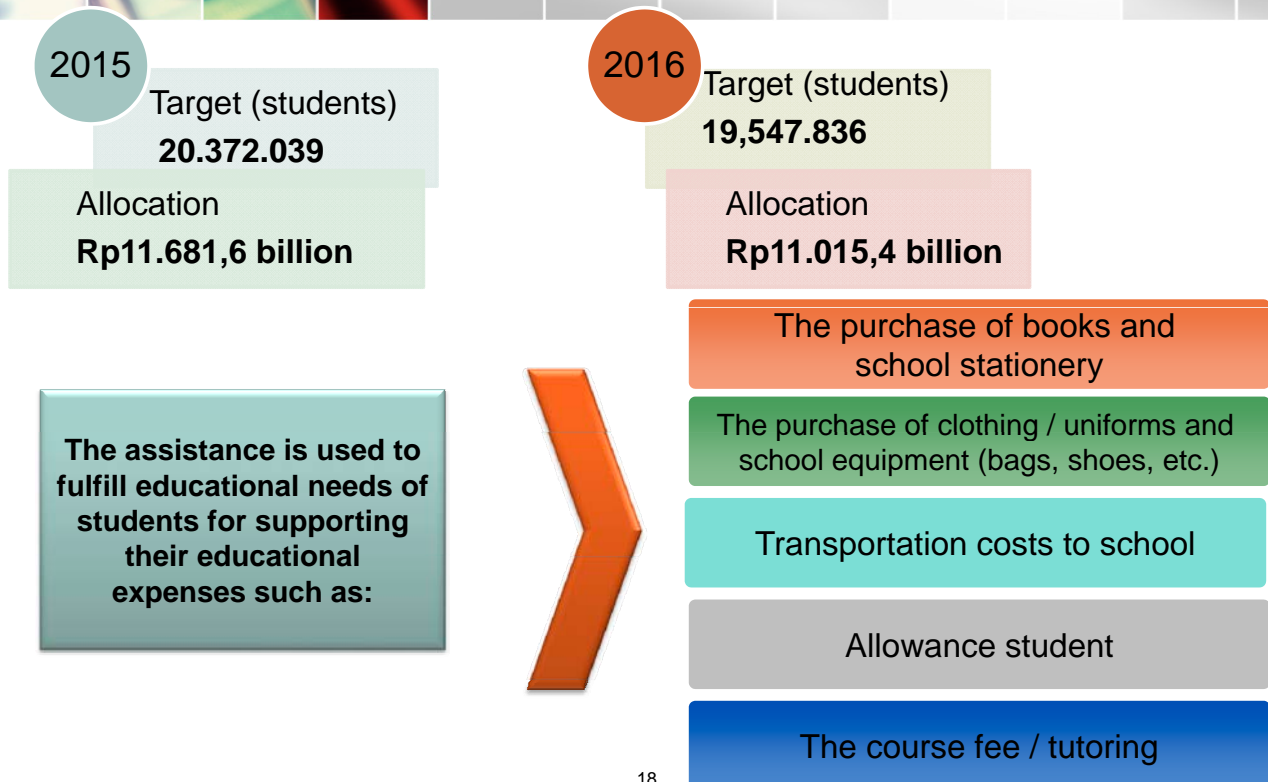 2015
Target (students)
20.372.039
Allocation
Rp11.681,6 billion
2016
Target (students)
19,547.836
Allocation
Rp11.015,4 billion
The assistance is used to
fulfill educational needs of
students for supporting
their educational
expenses such as:
The purchase of books and
school stationery
The purchase of clothing / uniforms and
school equipment (bags, shoes, etc.)
Transportation costs to school
Allowance student
The course fee / tutoring
18